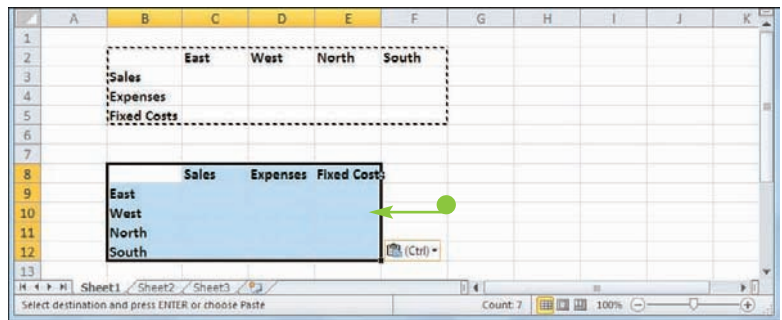 A B C D E F G H I J K
1
2 East West North South
3 Sales
4 Expenses
5 Fixed Costs
6
7
8 Sales Expenses Fixed Costs
9 East
10 West
11 North
12 South (Ctrl)
13
Sheet1 Sheet2 Sheet3
Select destination and press ENTER or choose Paste Count: 7 100%